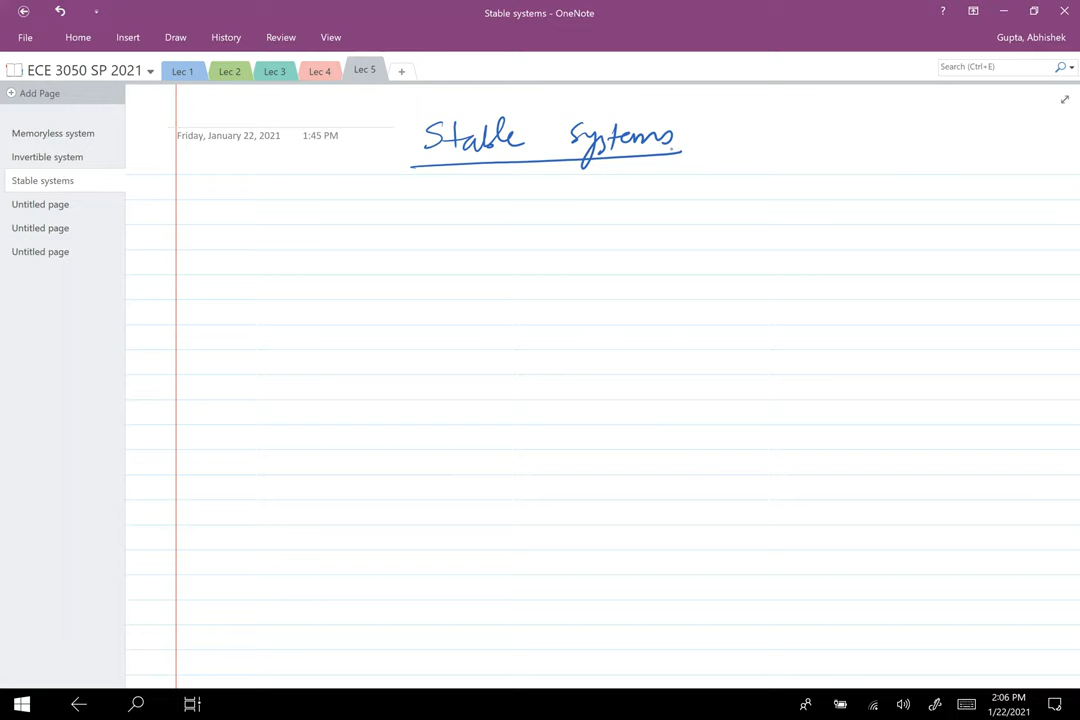 Stable systems - OneNote
?
File Home Insert Draw History Review View
Gupta, Abhishek
ECE 3050 SP 2021
Lec 1
Lec 2
Lec 3
Lec 4
Lec 5
+
Search (Ctrl+E)
Add Page
Memoryless system
Invertible system
Stable systems
Untitled page
Untitled page
Untitled page
Friday, January 22, 2021 1:45 PM
Stable systems
2:06 PM
1/22/2021